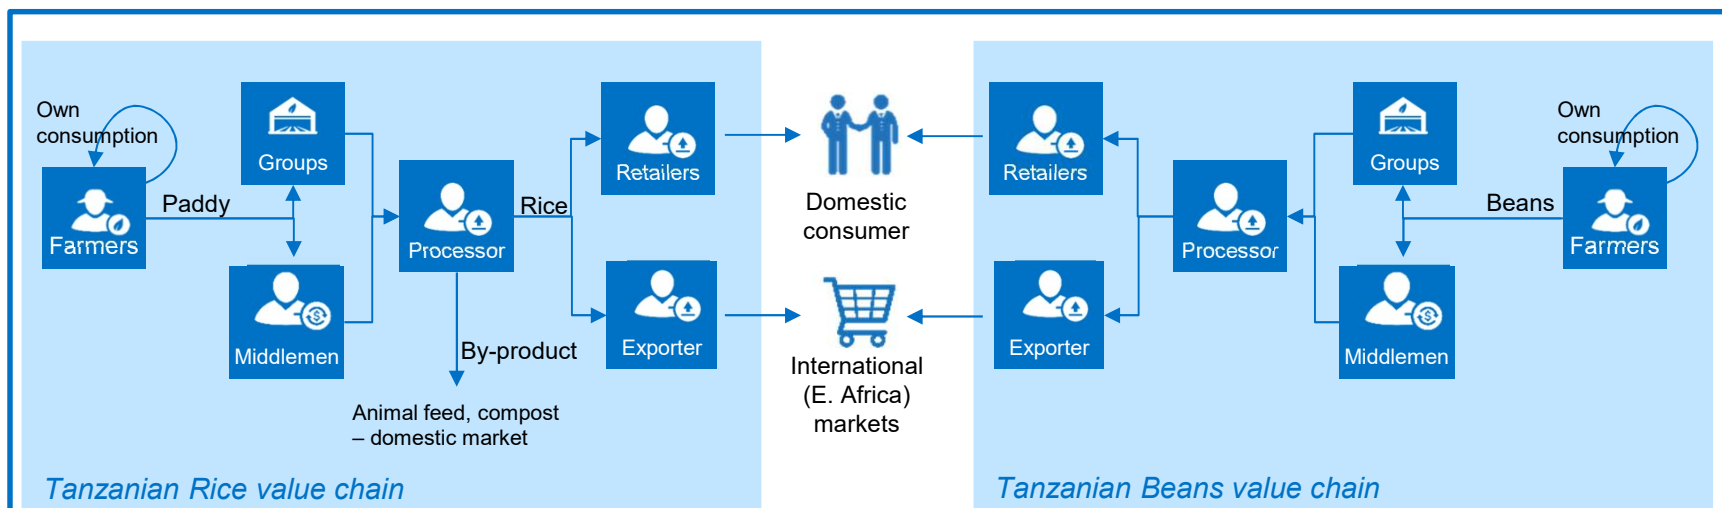 Own
consumption
Farmers
Paddy
Groups
Middlemen
Processor
Rice
By-product
Animal feed, compost
– domestic market
Retailers
Exporter
Tanzanian Rice value chain
Domestic
consumer
International
(E. Africa)
markets
Retailers
Exporter
Processor
Groups
Middlemen
Beans
Own
consumption
Farmers
Tanzanian Beans value chain